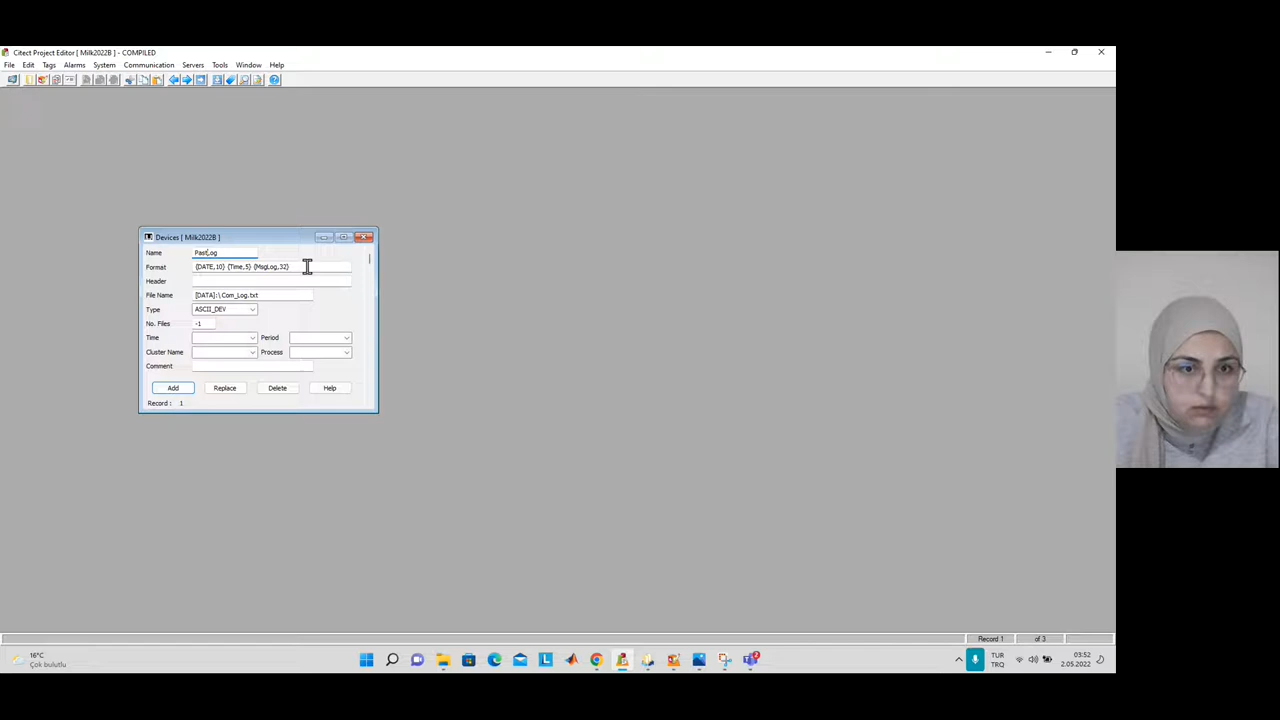 Citect Project Editor [ Milk2022B ] - COMPILED
File Edit Tags Alarms System Communication Servers Tools Window Help
Devices [ Milk2022B ]
Name PastLog
Format {DATE,10} {Time,5} {MsgLog,32}
Header
File Name [DATA]:\Com_Log.txt
Type ASCII_DEV
No. Files -1
Time Period
Cluster Name Process
Comment
Add Replace Delete Help
Record : 1
Record 1 of 3
16°C
Çok bulutlu
2
TUR
TRQ
03:52
2.05.2022